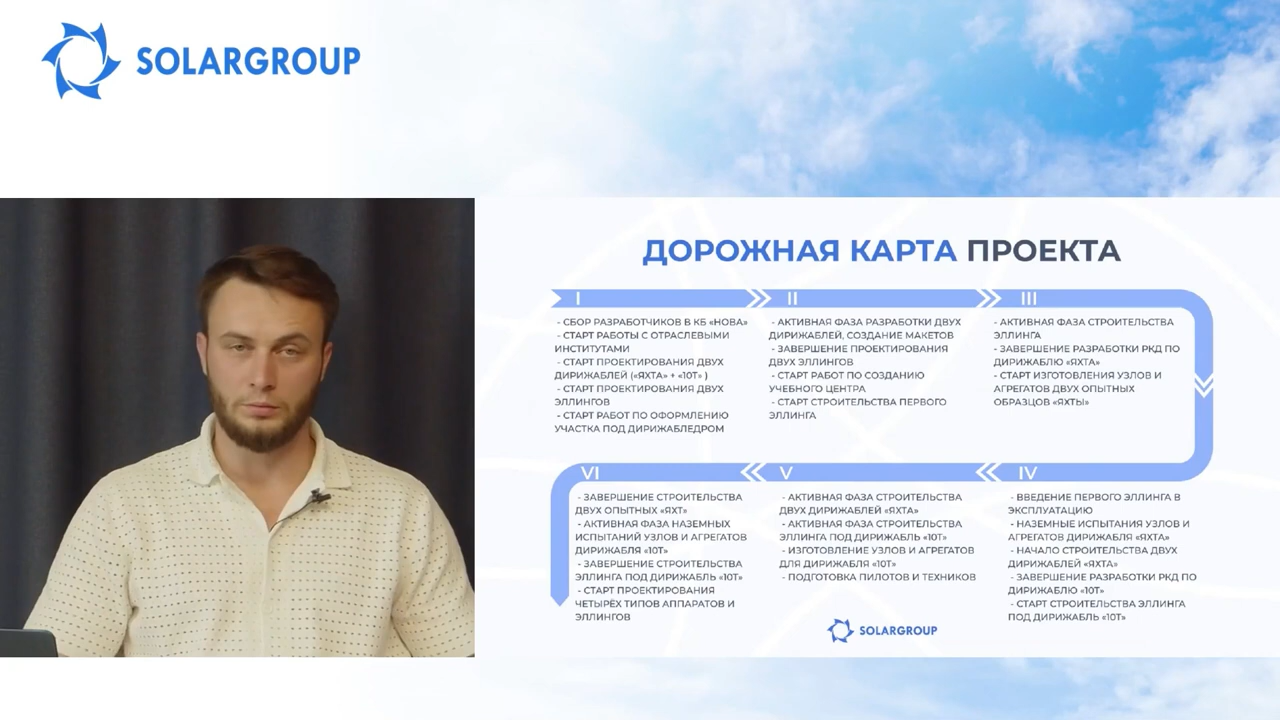 SOLARGROUP
ДОРОЖНАЯ КАРТА ПРОЕКТА
I
- СБОР РАЗРАБОТЧИКОВ В КБ «НОВА»
- СТАРТ РАБОТЫ С ОТРАСЛЕВЫМИ
ИНСТИТУТАМИ
- СТАРТ ПРОЕКТИРОВАНИЯ ДВУХ
ДИРИЖАБЛЕЙ («ЯХТА» + «10Т» )
- СТАРТ ПРОЕКТИРОВАНИЯ ДВУХ
ЭЛЛИНГОВ
- СТАРТ РАБОТ ПО ОФОРМЛЕНИЮ
УЧАСТКА ПОД ДИРИЖАБЛЕДРОМ
II
- АКТИВНАЯ ФАЗА РАЗРАБОТКИ ДВУХ
ДИРИЖАБЛЕЙ, СОЗДАНИЕ МАКЕТОВ
- ЗАВЕРШЕНИЕ ПРОЕКТИРОВАНИЯ
ДВУХ ЭЛЛИНГОВ
- СТАРТ РАБОТ ПО СОЗДАНИЮ
УЧЕБНОГО ЦЕНТРА
- СТАРТ СТРОИТЕЛЬСТВА ПЕРВОГО
ЭЛЛИНГА
III
- АКТИВНАЯ ФАЗА СТРОИТЕЛЬСТВА
ЭЛЛИНГА
- ЗАВЕРШЕНИЕ РАЗРАБОТКИ РКД ПО
ДИРИЖАБЛЮ «ЯХТА»
- СТАРТ ИЗГОТОВЛЕНИЯ УЗЛОВ И
АГРЕГАТОВ ДВУХ ОПЫТНЫХ
ОБРАЗЦОВ «ЯХТЫ»
IV
- ВВЕДЕНИЕ ПЕРВОГО ЭЛЛИНГА В
ЭКСПЛУАТАЦИЮ
- НАЗЕМНЫЕ ИСПЫТАНИЯ УЗЛОВ И
АГРЕГАТОВ ДИРИЖАБЛЯ «ЯХТА»
- НАЧАЛО СТРОИТЕЛЬСТВА ДВУХ
ДИРИЖАБЛЕЙ «ЯХТА»
- ЗАВЕРШЕНИЕ РАЗРАБОТКИ РКД ПО
ДИРИЖАБЛЮ «10Т»
- СТАРТ СТРОИТЕЛЬСТВА ЭЛЛИНГА
ПОД ДИРИЖАБЛЬ «10Т»
V
- АКТИВНАЯ ФАЗА СТРОИТЕЛЬСТВА
ДВУХ ДИРИЖАБЛЕЙ «ЯХТА»
- АКТИВНАЯ ФАЗА СТРОИТЕЛЬСТВА
ЭЛЛИНГА ПОД ДИРИЖАБЛЬ «10Т»
- ИЗГОТОВЛЕНИЕ УЗЛОВ И АГРЕГАТОВ
ДЛЯ ДИРИЖАБЛЯ «10Т»
- ПОДГОТОВКА ПИЛОТОВ И ТЕХНИКОВ
VI
- ЗАВЕРШЕНИЕ СТРОИТЕЛЬСТВА
ДВУХ ОПЫТНЫХ «ЯХТ»
- АКТИВНАЯ ФАЗА НАЗЕМНЫХ
ИСПЫТАНИЙ УЗЛОВ И АГРЕГАТОВ
ДИРИЖАБЛЯ «10Т»
- ЗАВЕРШЕНИЕ СТРОИТЕЛЬСТВА
ЭЛЛИНГА ПОД ДИРИЖАБЛЬ «10Т»
- СТАРТ ПРОЕКТИРОВАНИЯ
ЧЕТЫРЁХ ТИПОВ АППАРАТОВ И
ЭЛЛИНГОВ
SOLARGROUP